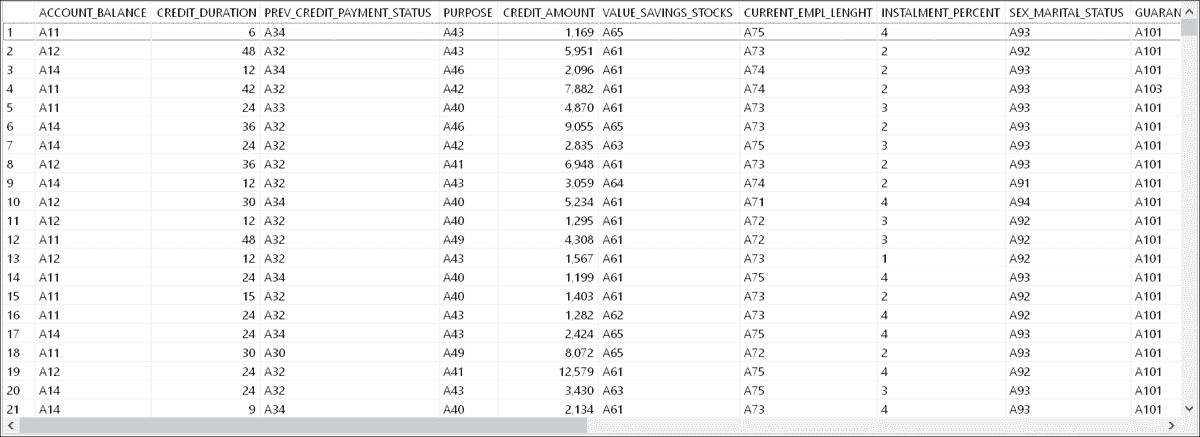 ACCOUNT_BALANCE CREDIT_DURATION PREV_CREDIT_PAYMENT_STATUS PURPOSE CREDIT_AMOUNT VALUE_SAVINGS_STOCKS CURRENT_EMPL_LENGHT INSTALMENT_PERCENT SEX_MARITAL_STATUS GUARAN
1 A11 6 A34 A43 1,169 A65 A75 4 A93 A101
2 A12 48 A32 A43 5,951 A61 A73 2 A92 A101
3 A14 12 A34 A46 2,096 A61 A74 2 A93 A101
4 A11 42 A32 A42 7,882 A61 A74 2 A93 A103
5 A11 24 A33 A40 4,870 A61 A73 3 A93 A101
6 A14 36 A32 A46 9,055 A65 A73 2 A93 A101
7 A14 24 A32 A42 2,835 A63 A75 3 A93 A101
8 A12 36 A32 A41 6,948 A61 A73 2 A93 A101
9 A14 12 A32 A43 3,059 A64 A74 2 A91 A101
10 A12 30 A34 A40 5,234 A61 A71 4 A94 A101
11 A12 12 A32 A40 1,295 A61 A72 3 A92 A101
12 A11 48 A32 A49 4,308 A61 A72 3 A92 A101
13 A12 12 A32 A43 1,567 A61 A73 1 A92 A101
14 A11 24 A34 A40 1,199 A61 A75 4 A93 A101
15 A11 15 A32 A40 1,403 A61 A73 2 A92 A101
16 A11 24 A32 A43 1,282 A62 A73 4 A92 A101
17 A14 24 A34 A43 2,424 A65 A75 4 A93 A101
18 A11 30 A30 A49 8,072 A65 A72 2 A93 A101
19 A12 24 A32 A41 12,579 A61 A75 4 A92 A101
20 A14 24 A32 A43 3,430 A63 A75 3 A93 A101
21 A14 9 A34 A40 2,134 A61 A73 4 A93 A101